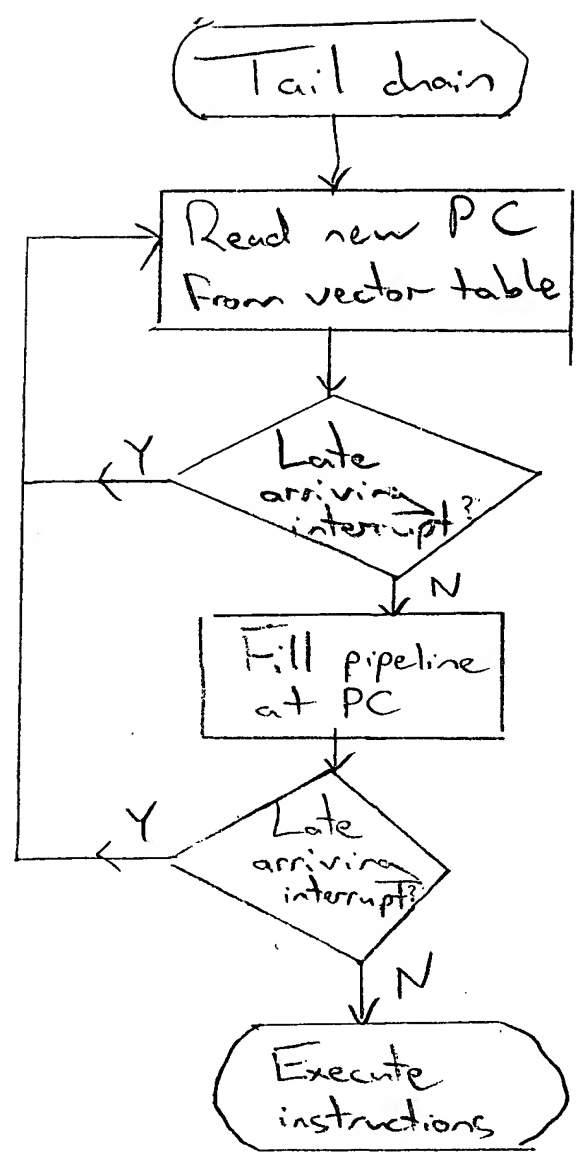 Tail chain
Read new PC
From vector table
Late
arriving
interrupt?
Y
N
Fill pipeline
at PC
Late
arriving
interrupt?
Y
N
Execute
instructions